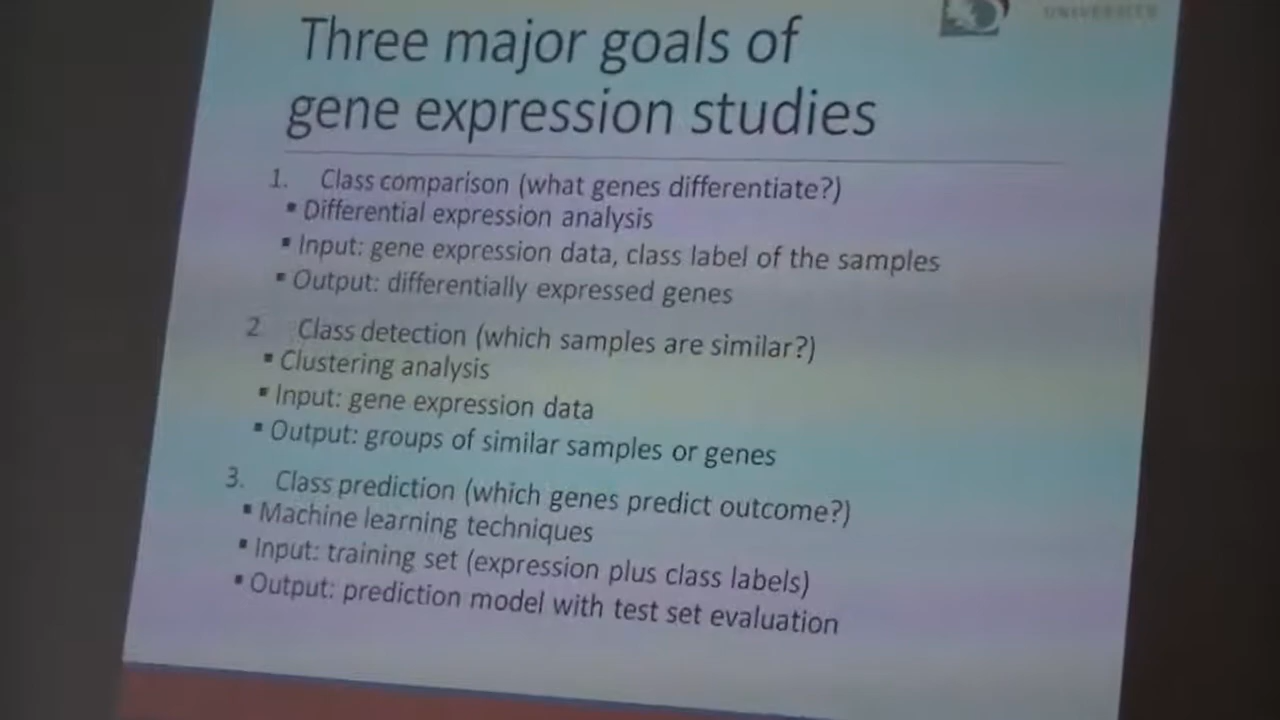 UNIVERSITY
Three major goals of
gene expression studies
1. Class comparison (what genes differentiate?)
▪ Differential expression analysis
▪ Input: gene expression data, class label of the samples
▪ Output: differentially expressed genes
2 Class detection (which samples are similar?)
▪ Clustering analysis
▪ Input: gene expression data
▪ Output: groups of similar samples or genes
3. Class prediction (which genes predict outcome?)
▪ Machine learning techniques
▪ Input: training set (expression plus class labels)
▪ Output: prediction model with test set evaluation